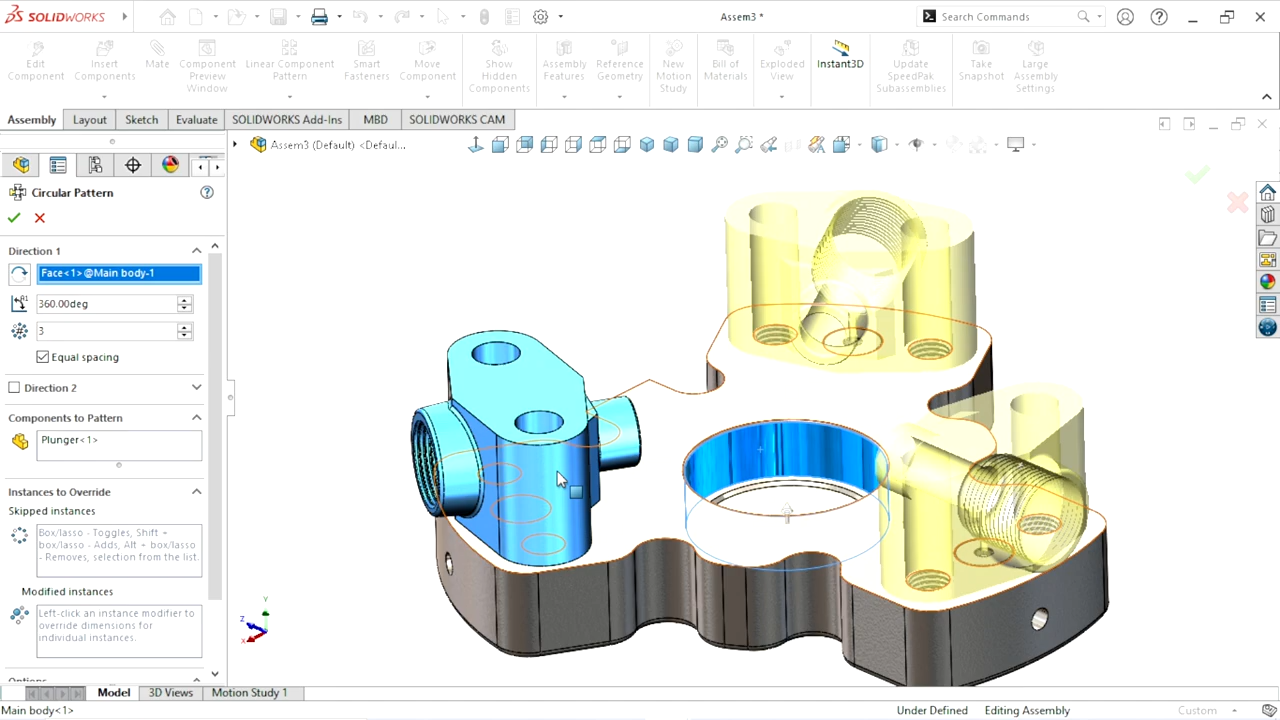 SOLIDWORKS
Assem3 *
Search Commands
Edit
Component
Insert
Components
Mate
Component
Preview
Window
Linear Component
Pattern
Smart
Fasteners
Move
Component
Show
Hidden
Components
Assembly
Features
Reference
Geometry
New
Motion
Study
Bill of
Materials
Exploded
View
Instant3D
Update
SpeedPak
Subassemblies
Take
Snapshot
Large
Assembly
Settings
Assembly
Layout
Sketch
Evaluate
SOLIDWORKS Add-Ins
MBD
SOLIDWORKS CAM
Assem3 (Default) <Defaul...
Circular Pattern
Direction 1
Face<1>@Main body-1
360.00deg
3
Equal spacing
Direction 2
Components to Pattern
Plunger<1>
Instances to Override
Skipped instances
Box/lasso - Toggles, Shift +
box/lasso - Adds, Alt + box/lasso
- Removes, selection from the list.
Modified instances
Left-click an instance modifier to
override dimensions for
individual instances.
Options
Y
Z
X
Model
3D Views
Motion Study 1
Main body<1>
Under Defined
Editing Assembly
Custom